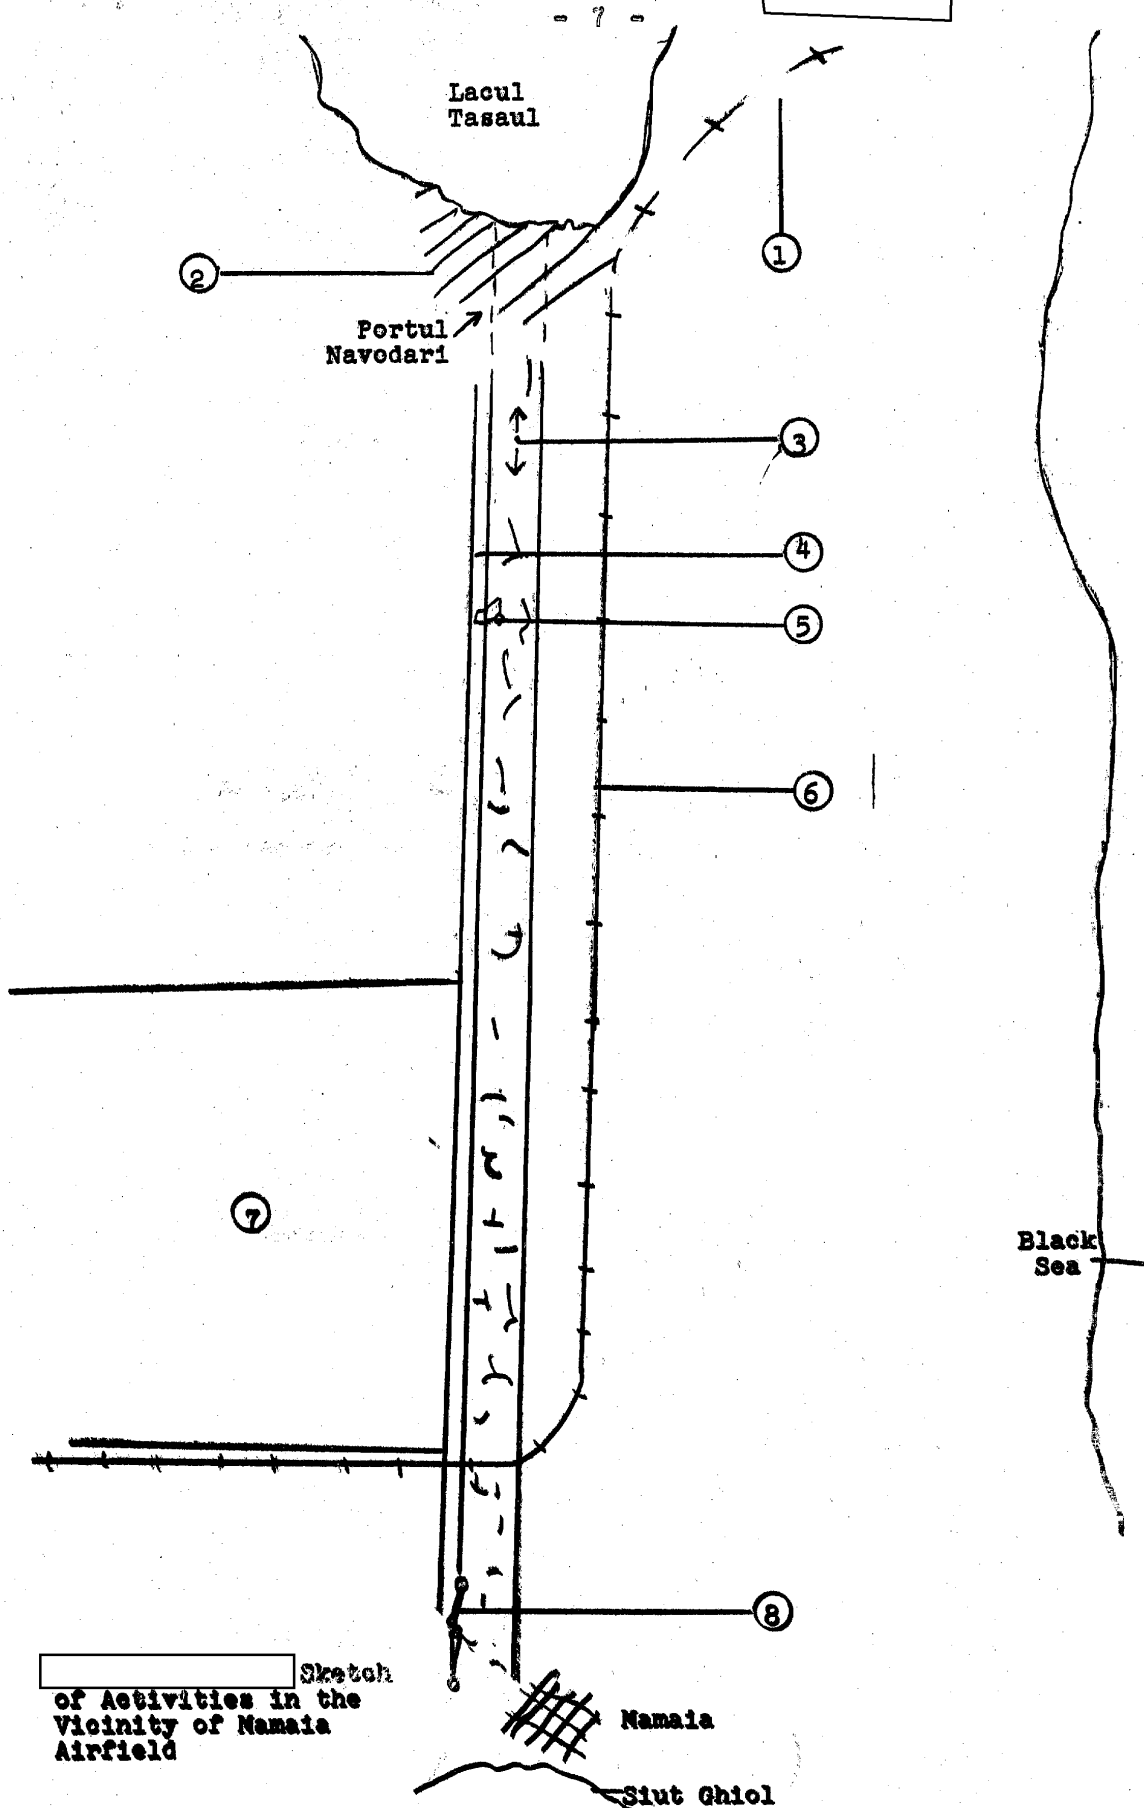 - 7 -
Lacul
Tasaul
1
2
Portul
Navodari
3
4
5
6
7
Black
Sea
8
Sketch
of Activities in the
Vicinity of Mamaia
Airfield
Mamaia
Siut Ghiol